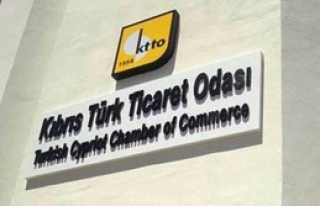 ktto
1958
Kıbrıs Türk Ticaret Odası
Turkish Cypriot Chamber of Commerce